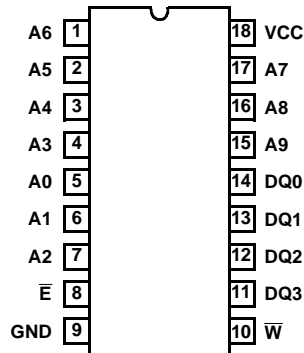 A6 1 18 VCC
A5 2 17 A7
A4 3 16 A8
A3 4 15 A9
A0 5 14 DQ0
A1 6 13 DQ1
A2 7 12 DQ2
E̅ 8 11 DQ3
GND 9 10 W̅